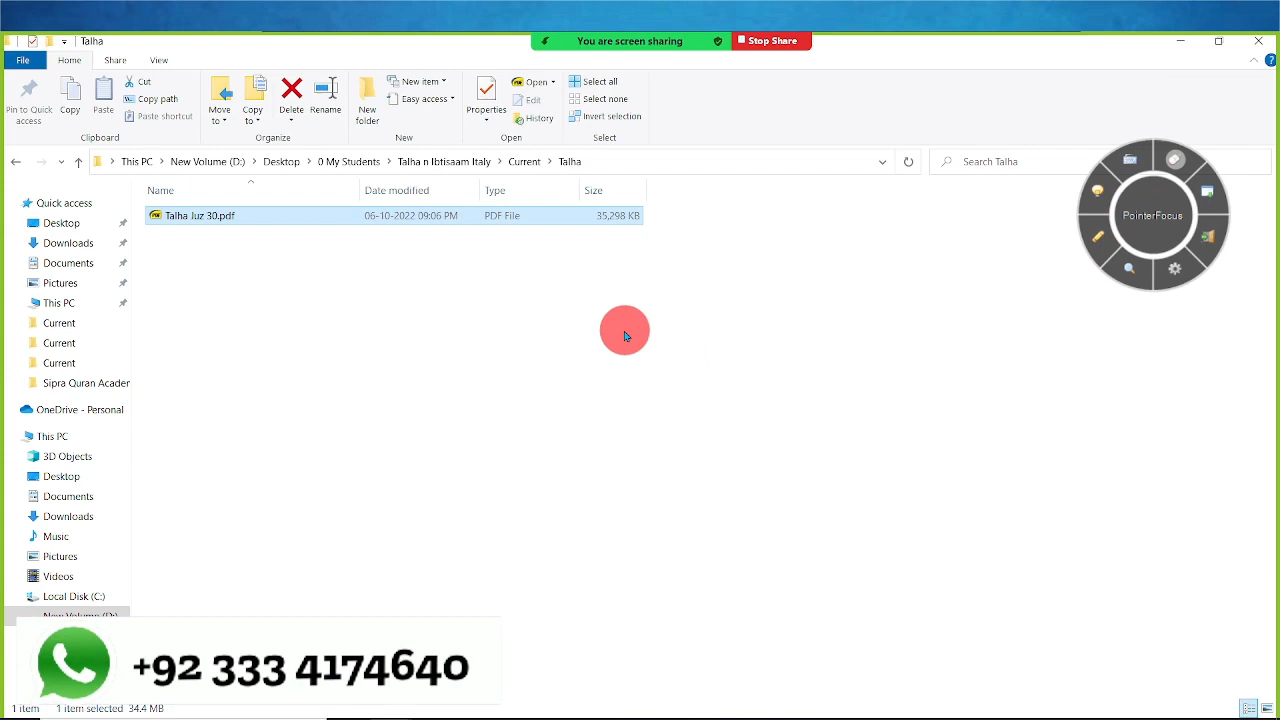 Talha
You are screen sharing
Stop Share
File Home Share View
Pin to Quick access
Copy
Paste
Cut
Copy path
Paste shortcut
Clipboard
Move to
Copy to
Delete
Rename
Organize
New folder
New item
Easy access
New
Properties
Open
Edit
History
Open
Select all
Select none
Invert selection
Select
This PC > New Volume (D:) > Desktop > 0 My Students > Talha n Ibtisaam Italy > Current > Talha
Search Talha
Name Date modified Type Size
Talha Juz 30.pdf 06-10-2022 09:06 PM PDF File 35,298 KB
PointerFocus
Quick access
Desktop
Downloads
Documents
Pictures
This PC
Current
Current
Current
Sipra Quran Acader
OneDrive - Personal
This PC
3D Objects
Desktop
Documents
Downloads
Music
Pictures
Videos
Local Disk (C:)
New Volume (D:)
+92 333 4174640
1 item 1 item selected 34.4 MB